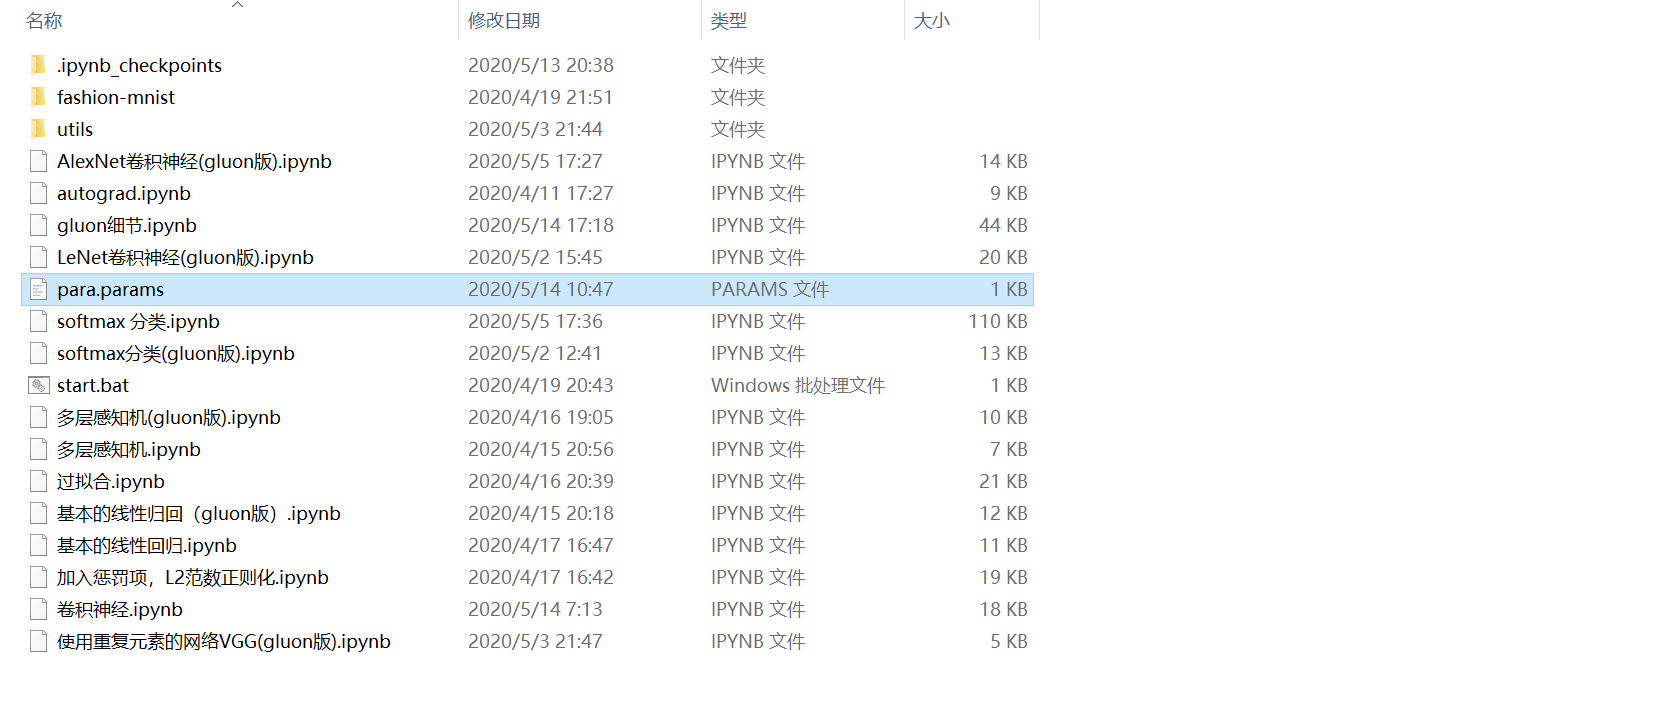 名称 修改日期 类型 大小
.ipynb_checkpoints 2020/5/13 20:38 文件夹
fashion-mnist 2020/4/19 21:51 文件夹
utils 2020/5/3 21:44 文件夹
AlexNet卷积神经(gluon版).ipynb 2020/5/5 17:27 IPYNB 文件 14 KB
autograd.ipynb 2020/4/11 17:27 IPYNB 文件 9 KB
gluon细节.ipynb 2020/5/14 17:18 IPYNB 文件 44 KB
LeNet卷积神经(gluon版).ipynb 2020/5/2 15:45 IPYNB 文件 20 KB
para.params 2020/5/14 10:47 PARAMS 文件 1 KB
softmax 分类.ipynb 2020/5/5 17:36 IPYNB 文件 110 KB
softmax分类(gluon版).ipynb 2020/5/2 12:41 IPYNB 文件 13 KB
start.bat 2020/4/19 20:43 Windows 批处理文件 1 KB
多层感知机(gluon版).ipynb 2020/4/16 19:05 IPYNB 文件 10 KB
多层感知机.ipynb 2020/4/15 20:56 IPYNB 文件 7 KB
过拟合.ipynb 2020/4/16 20:39 IPYNB 文件 21 KB
基本的线性归回（gluon版）.ipynb 2020/4/15 20:18 IPYNB 文件 12 KB
基本的线性回归.ipynb 2020/4/17 16:47 IPYNB 文件 11 KB
加入惩罚项，L2范数正则化.ipynb 2020/4/17 16:42 IPYNB 文件 19 KB
卷积神经.ipynb 2020/5/14 7:13 IPYNB 文件 18 KB
使用重复元素的网络VGG(gluon版).ipynb 2020/5/3 21:47 IPYNB 文件 5 KB